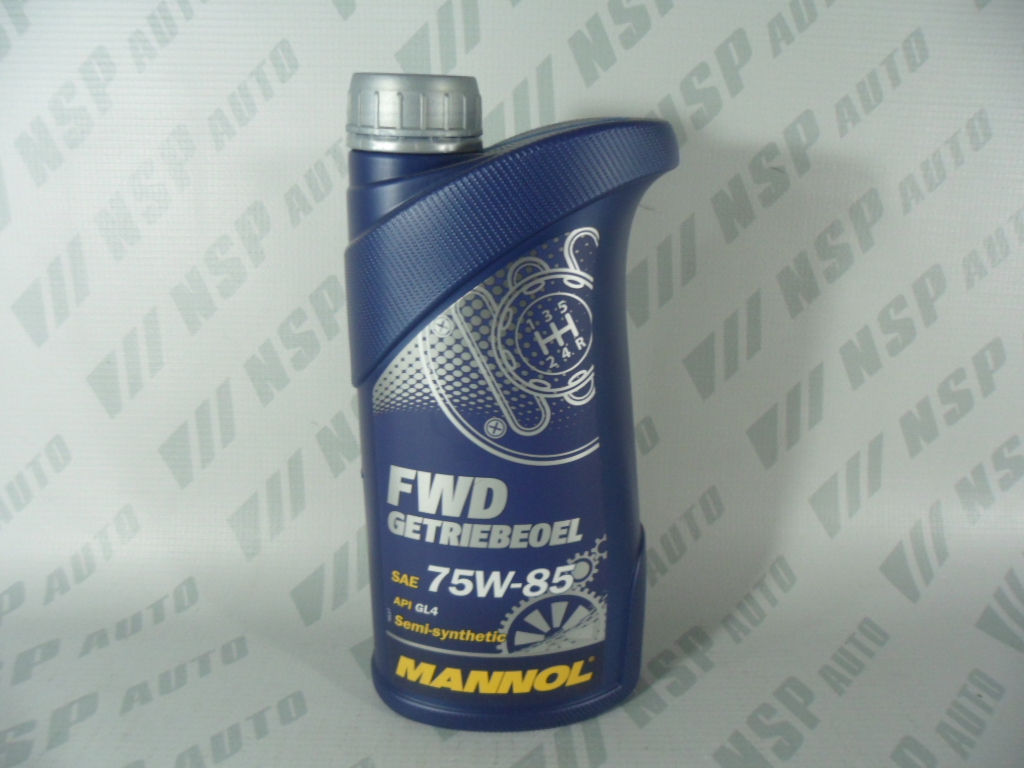 NSP AUTO
1 3 5
2 4 R
FWD
GETRIEBEOEL
SAE 75W-85
API GL4
Semi-synthetic
MANNOL